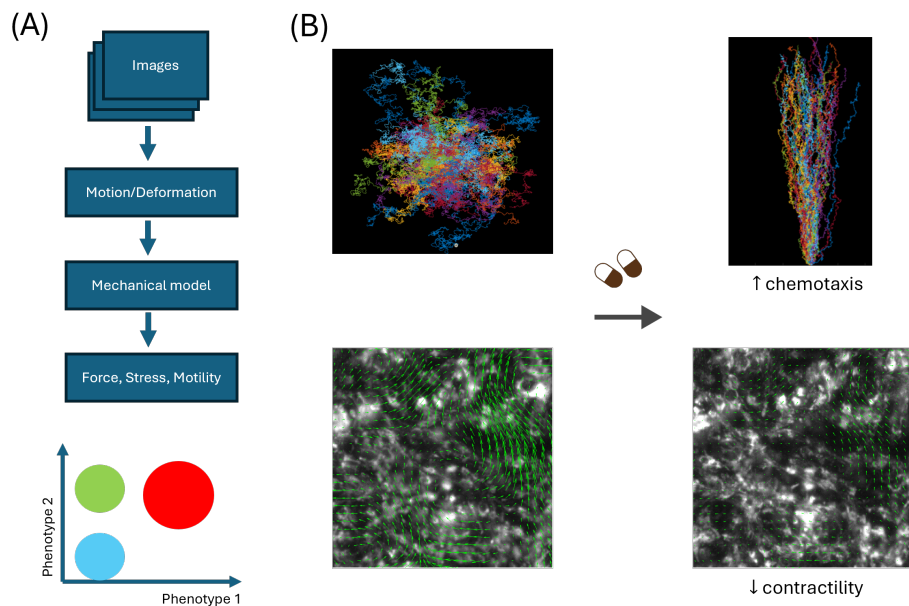 (A)
Images
Motion/Deformation
Mechanical model
Force, Stress, Motility
Phenotype 2
Phenotype 1
(B)
↑ chemotaxis
↓ contractility